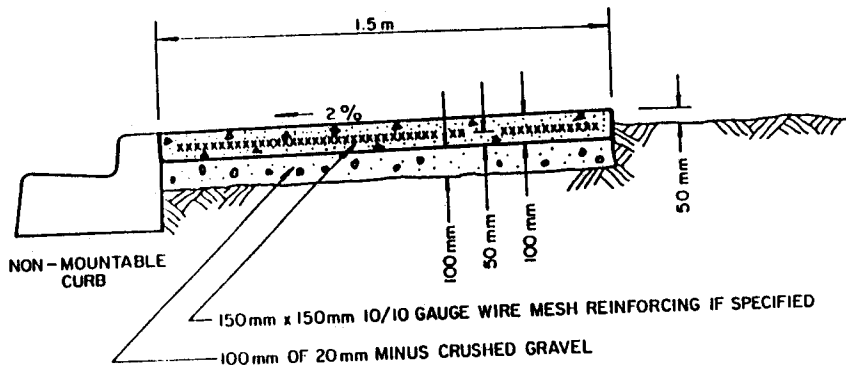 1.5 m
2%
50 mm
100 mm
50 mm
100 mm
NON-MOUNTABLE
CURB
150 mm x 150 mm 10/10 GAUGE WIRE MESH REINFORCING IF SPECIFIED
100 mm OF 20 mm MINUS CRUSHED GRAVEL